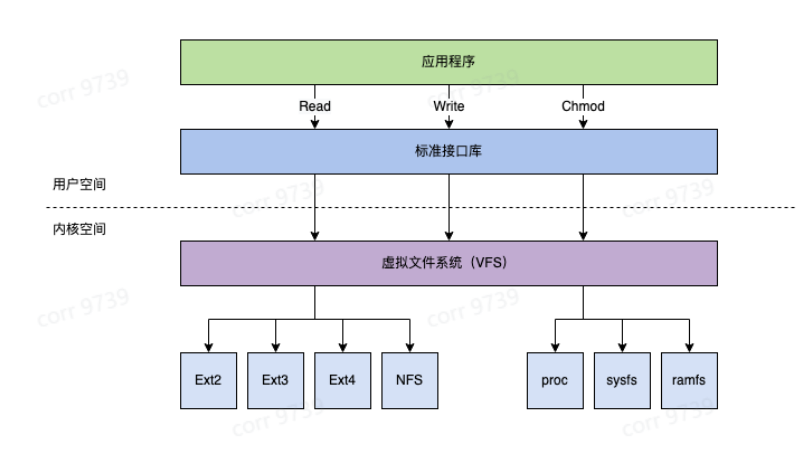 应用程序
Read
Write
Chmod
标准接口库
用户空间
内核空间
虚拟文件系统（VFS）
Ext2
Ext3
Ext4
NFS
proc
sysfs
ramfs
corr 9739
corr 9739
corr 9739
corr 9739
corr 9739
corr 9739
corr 9739
corr 9739